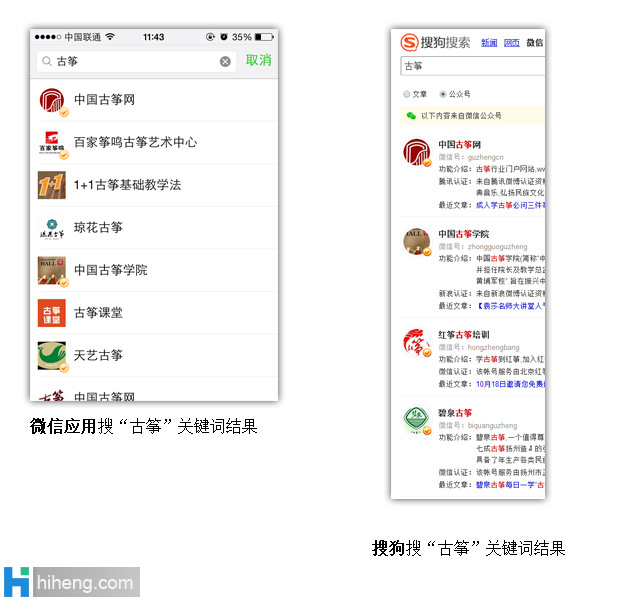 中国联通 11:43 35%
古筝 取消
中国古筝网
百家筝鸣古筝艺术中心
1+1古筝基础教学法
琼花古筝
中国古筝学院
古筝课堂
天艺古筝
中国古筝网
微信应用搜“古筝”关键词结果
搜狗搜索 新闻 网页 微信
古筝
文章 公众号
以下内容来自微信公众号
中国古筝网
微信号：guzhengcn
功能介绍：古筝行业门户网站,ww
腾讯认证：来自腾讯微博认证资料
典音乐,弘扬民族文化
最近文章：成人学古筝必问三件事
中国古筝学院
微信号：zhongguoguzheng
功能介绍：中国古筝学院(简称"中
并担任院长及教学总监
黄埔军校".旨在振兴中
新浪认证：来自新浪微博认证资料
最近文章：【袁莎名师大讲堂人气
红筝古筝培训
微信号：hongzhengbang
功能介绍：学古筝到红筝,加入红
微信认证：该帐号服务由北京红筝
最近文章：10月18日邀请您免费
碧泉古筝
微信号：biquanguzheng
功能介绍：碧泉古筝,一个值得尊
七成古筝扬州造』的引
具备了年生产各类民族
微信认证：该帐号服务由扬州市
最近文章：碧泉古筝每日一学"古
搜狗搜“古筝”关键词结果
hiheng.com